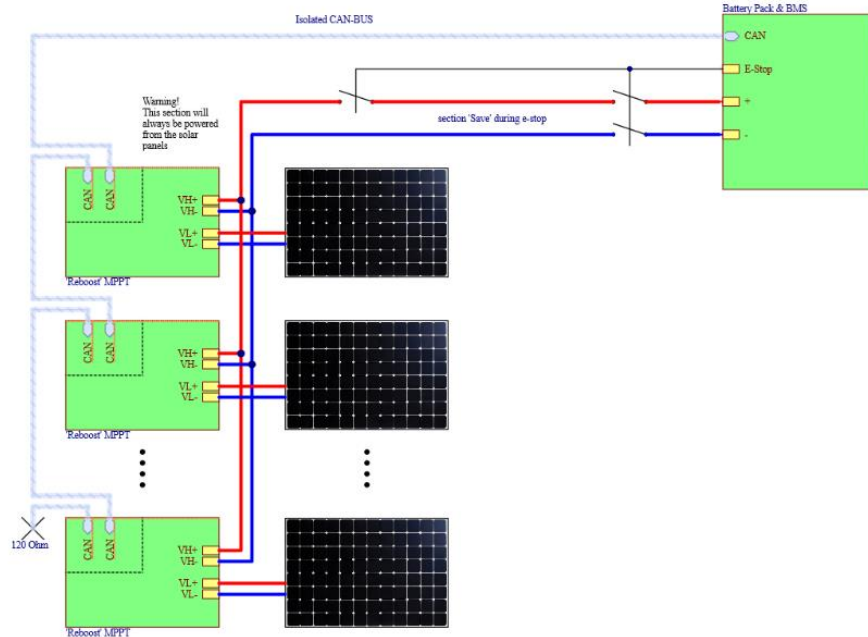 Battery Pack & BMS
Isolated CAN-BUS
CAN
E-Stop
+
-
Warning!
This section will
always be powered
from the solar
panels
section 'Save' during e-stop
CAN
CAN
VH+
VH-
VL+
VL-
'Reboost' MPPT
CAN
CAN
VH+
VH-
VL+
VL-
'Reboost' MPPT
120 Ohm
CAN
CAN
VH+
VH-
VL+
VL-
'Reboost' MPPT